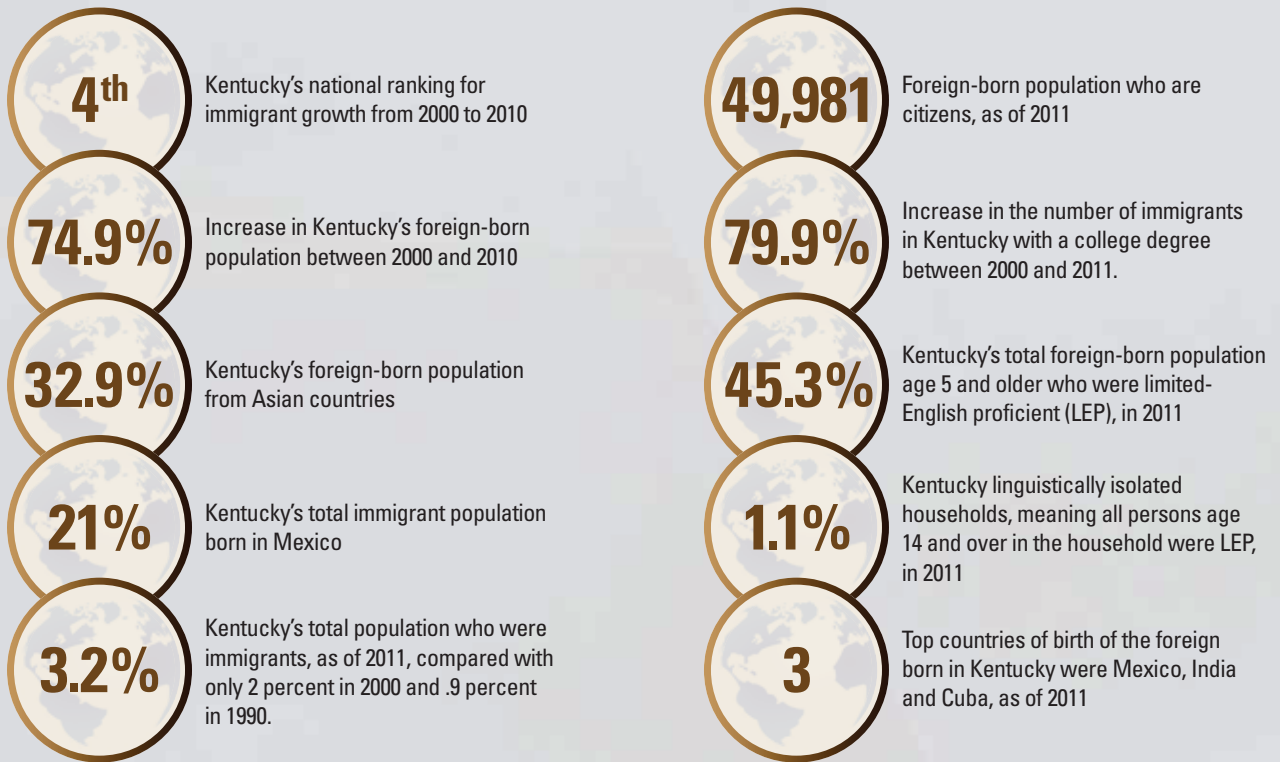 4th
Kentucky's national ranking for
immigrant growth from 2000 to 2010
74.9%
Increase in Kentucky's foreign-born
population between 2000 and 2010
32.9%
Kentucky's foreign-born population
from Asian countries
21%
Kentucky's total immigrant population
born in Mexico
3.2%
Kentucky's total population who were
immigrants, as of 2011, compared with
only 2 percent in 2000 and .9 percent
in 1990.
49,981
Foreign-born population who are
citizens, as of 2011
79.9%
Increase in the number of immigrants
in Kentucky with a college degree
between 2000 and 2011.
45.3%
Kentucky's total foreign-born population
age 5 and older who were limited-
English proficient (LEP), in 2011
1.1%
Kentucky linguistically isolated
households, meaning all persons age
14 and over in the household were LEP,
in 2011
3
Top countries of birth of the foreign
born in Kentucky were Mexico, India
and Cuba, as of 2011